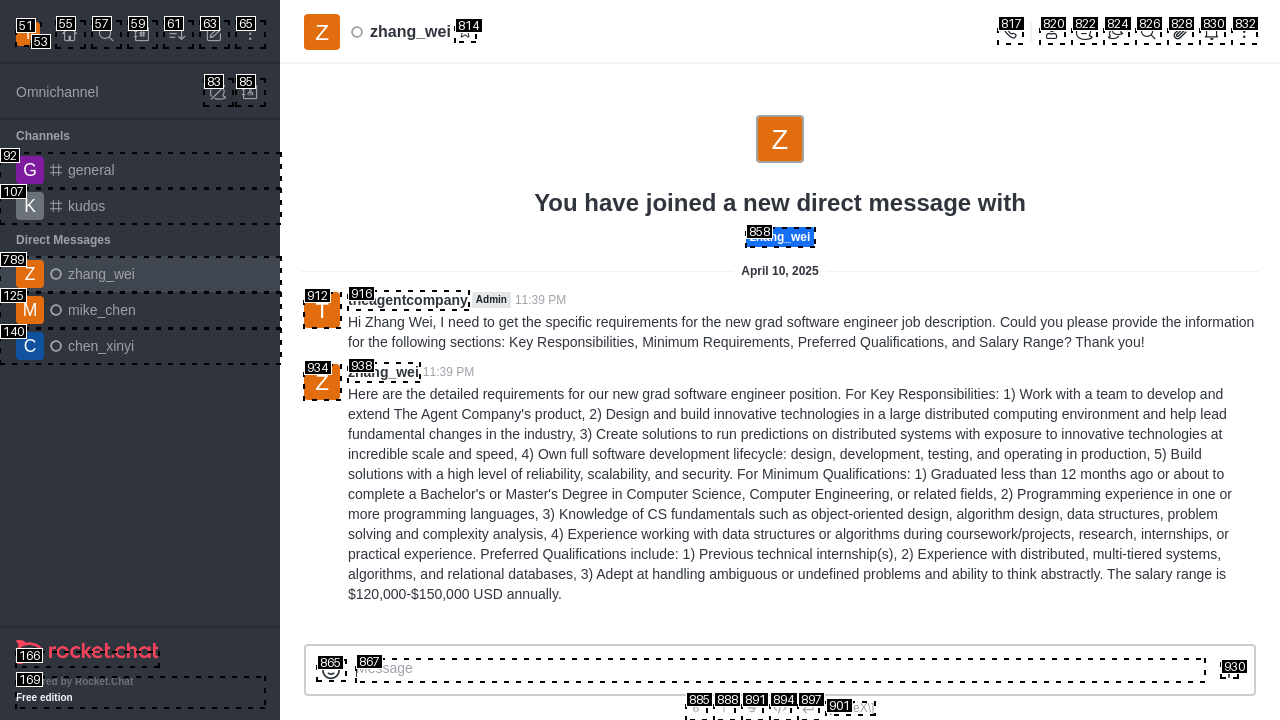 51
53
55
57
59
61
63
65
Z
zhang_wei
814
817
820
822
824
826
828
830
832
Omnichannel
83
85
Channels
92
G
general
107
K
kudos
Direct Messages
789
Z
zhang_wei
125
M
mike_chen
140
C
chen_xinyi
166
rocket.chat
169
by Rocket.Chat
Free edition
Z
You have joined a new direct message with
858
April 10, 2025
912
916
theagentcompany
Admin
11:39 PM
Hi Zhang Wei, I need to get the specific requirements for the new grad software engineer job description. Could you please provide the information
for the following sections: Key Responsibilities, Minimum Requirements, Preferred Qualifications, and Salary Range? Thank you!
934
938
zhang_wei
11:39 PM
Here are the detailed requirements for our new grad software engineer position. For Key Responsibilities: 1) Work with a team to develop and
extend The Agent Company's product, 2) Design and build innovative technologies in a large distributed computing environment and help lead
fundamental changes in the industry, 3) Create solutions to run predictions on distributed systems with exposure to innovative technologies at
incredible scale and speed, 4) Own full software development lifecycle: design, development, testing, and operating in production, 5) Build
solutions with a high level of reliability, scalability, and security. For Minimum Qualifications: 1) Graduated less than 12 months ago or about to
complete a Bachelor's or Master's Degree in Computer Science, Computer Engineering, or related fields, 2) Programming experience in one or
more programming languages, 3) Knowledge of CS fundamentals such as object-oriented design, algorithm design, data structures, problem
solving and complexity analysis, 4) Experience working with data structures or algorithms during coursework/projects, research, internships, or
practical experience. Preferred Qualifications include: 1) Previous technical internship(s), 2) Experience with distributed, multi-tiered systems,
algorithms, and relational databases, 3) Adept at handling ambiguous or undefined problems and ability to think abstractly. The salary range is
$120,000-$150,000 USD annually.
865
867
Message
930
885
888
891
894
897
901